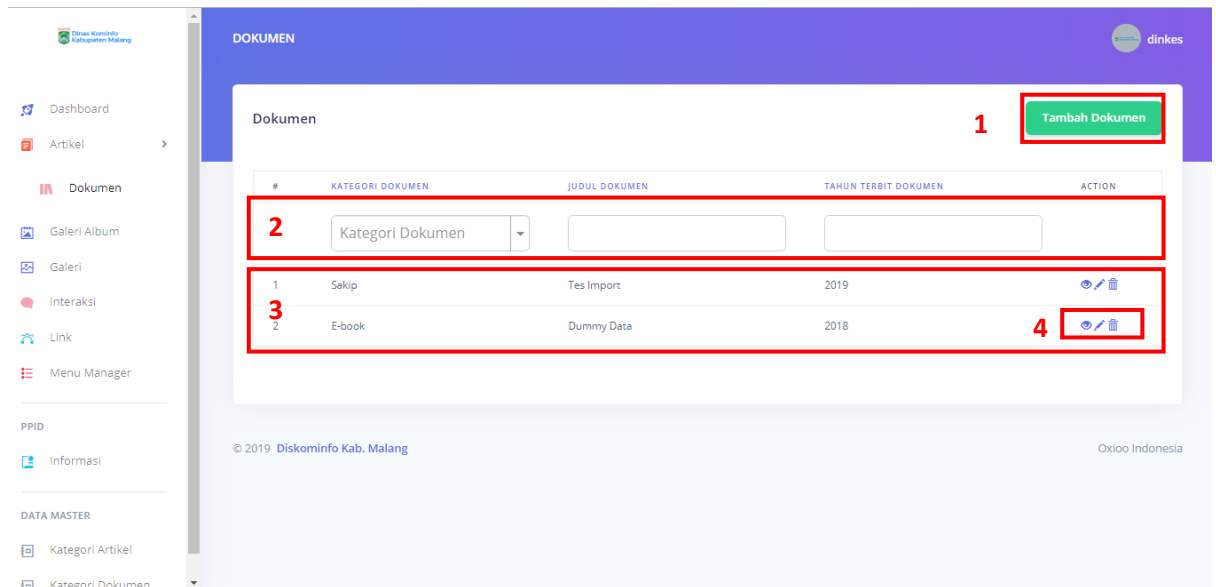 Dinas Kominfo
Kabupaten Malang
DOKUMEN
dinkes
Dashboard
Artikel
Dokumen
Galeri Album
Galeri
Interaksi
Link
Menu Manager
PPID
Informasi
DATA MASTER
Kategori Artikel
Kategori Dokumen
Dokumen
1
Tambah Dokumen
# KATEGORI DOKUMEN JUDUL DOKUMEN TAHUN TERBIT DOKUMEN ACTION
2 Kategori Dokumen
3
1 Sakip Tes Import 2019
2 E-book Dummy Data 2018
4
© 2019 Diskominfo Kab. Malang
Oxioo Indonesia